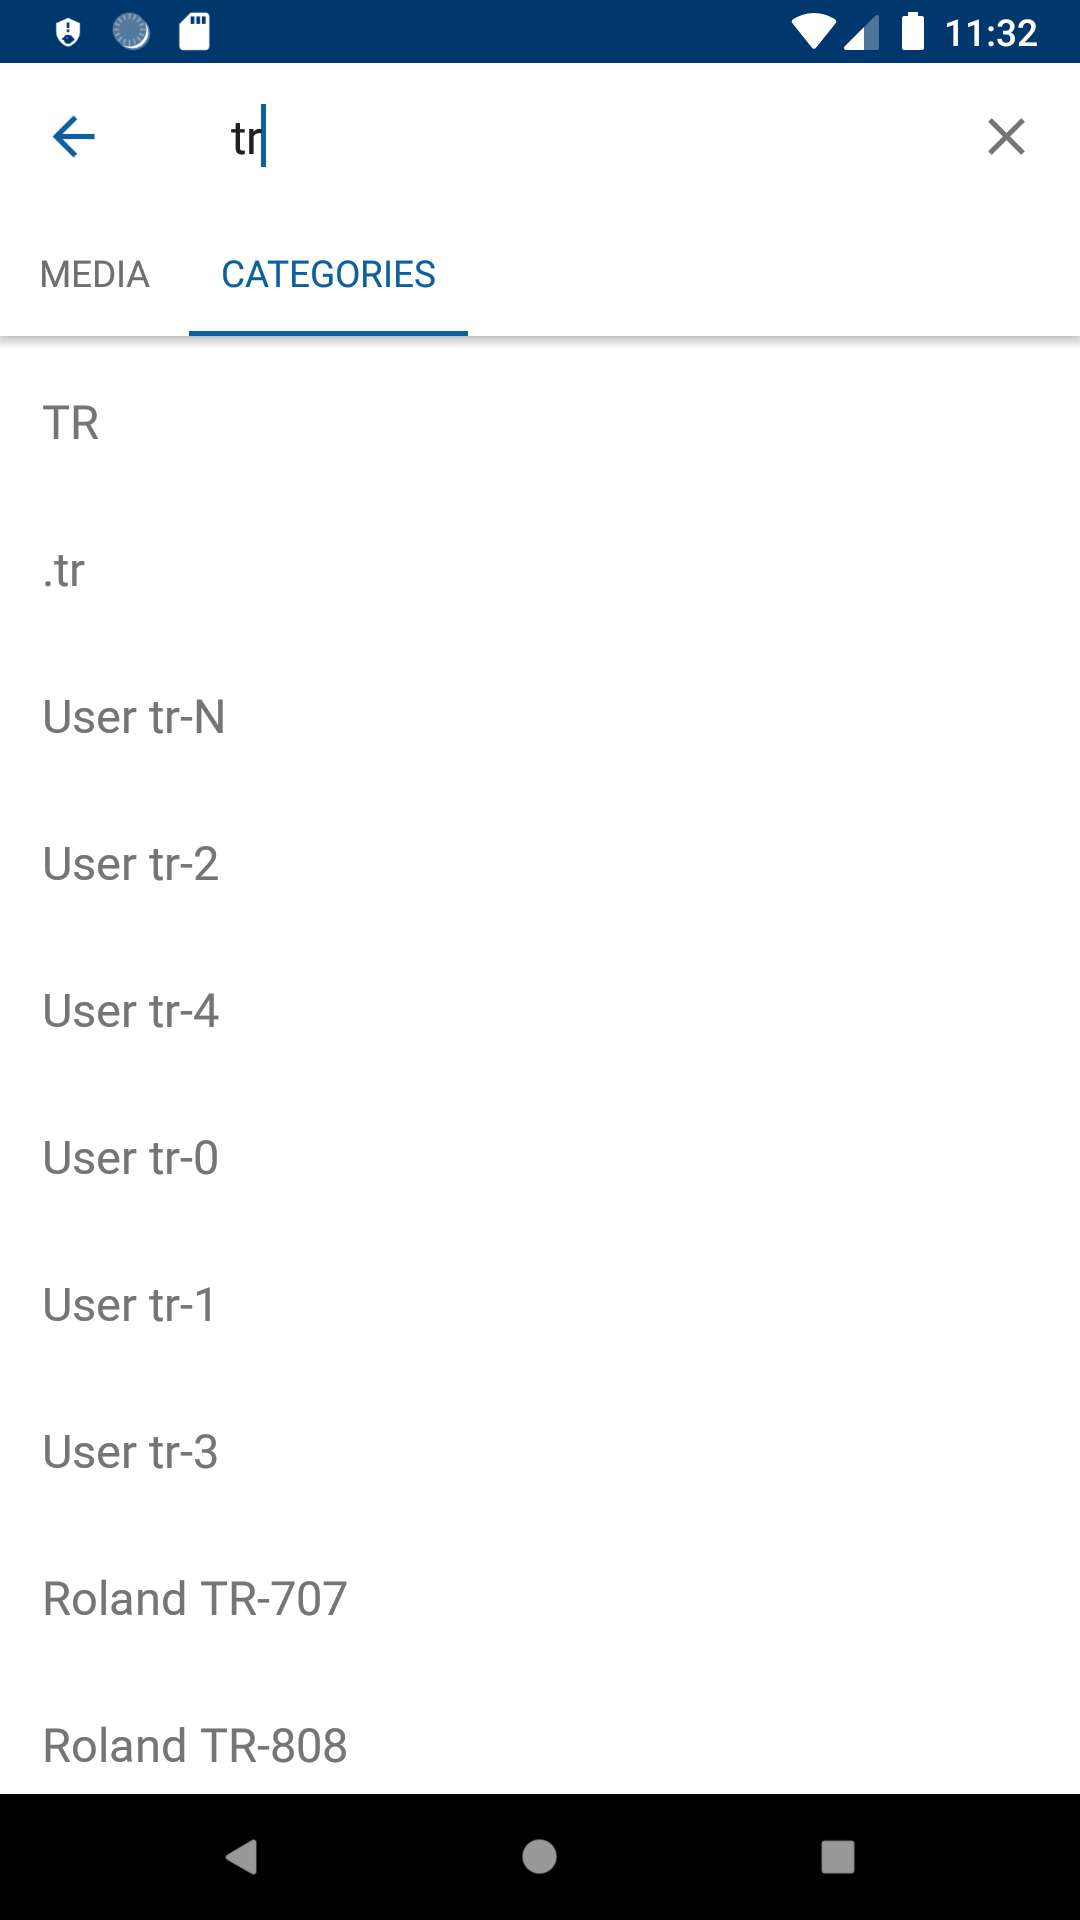 11:32
tr
MEDIA CATEGORIES
TR
.tr
User tr-N
User tr-2
User tr-4
User tr-0
User tr-1
User tr-3
Roland TR-707
Roland TR-808